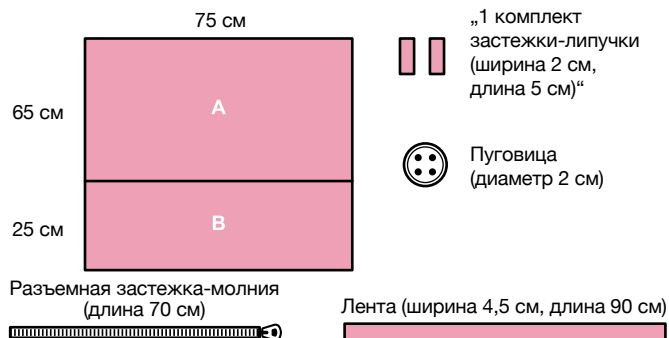 75 см
„1 комплект
застежки-липучки
(ширина 2 см,
длина 5 см)“
65 см
A
Пуговица
(диаметр 2 см)
25 см
B
Разъемная застежка-молния
(длина 70 см)
Лента (ширина 4,5 см, длина 90 см)